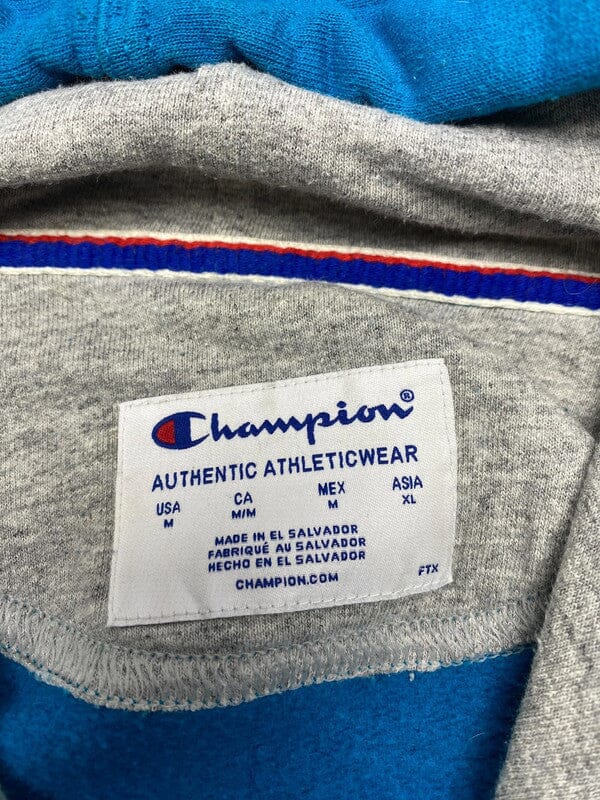 Champion®
AUTHENTIC ATHLETICWEAR
USA CA MEX ASIA
M M/M M XL
MADE IN EL SALVADOR
FABRIQUÉ AU SALVADOR
HECHO EN EL SALVADOR
CHAMPION.COM
FTX